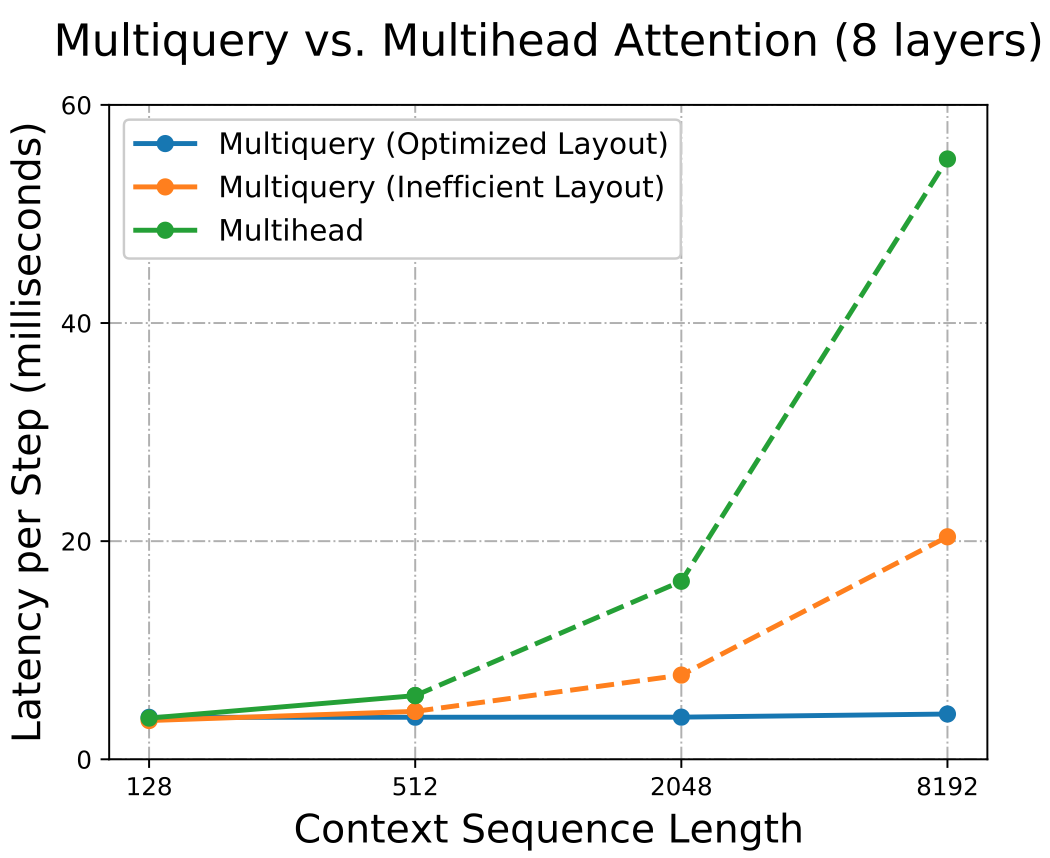 Multiquery vs. Multihead Attention (8 layers)
Latency per Step (milliseconds)
60
40
20
0
Multiquery (Optimized Layout)
Multiquery (Inefficient Layout)
Multihead
128 512 2048 8192
Context Sequence Length